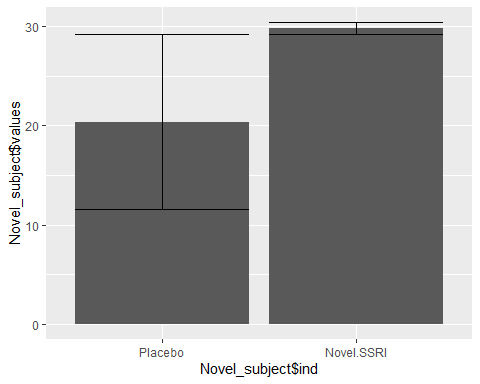 30
20
10
0
Novel_subject$values
Placebo
Novel.SSRI
Novel_subject$ind